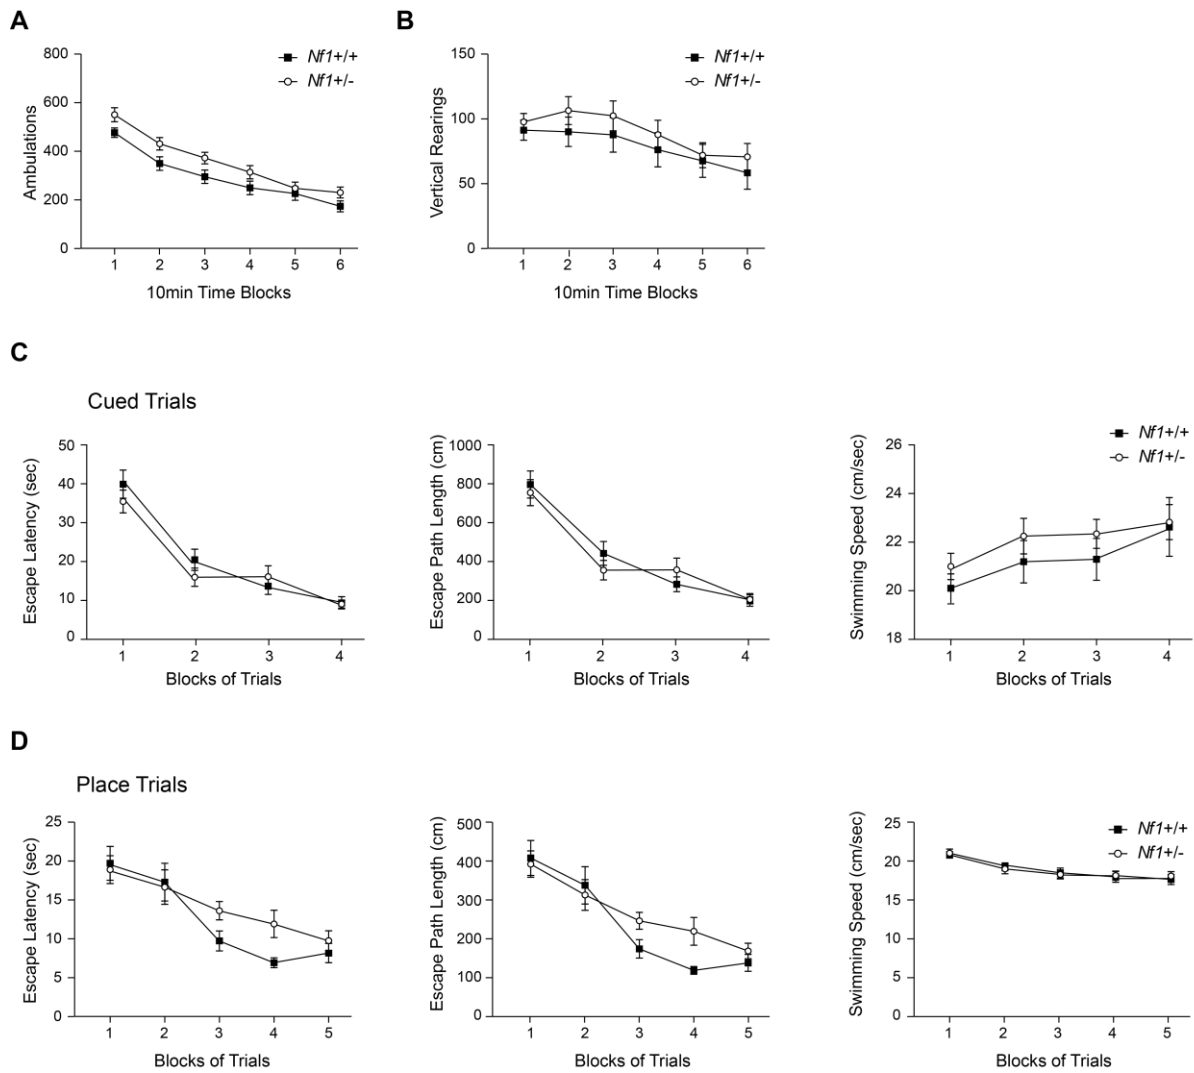 A
B
800
600
400
200
0
Ambulations
Nf1+/+
Nf1+/-
1 2 3 4 5 6
10min Time Blocks
150
100
50
0
Vertical Rearings
Nf1+/+
Nf1+/-
1 2 3 4 5 6
10min Time Blocks
C
Cued Trials
50
40
30
20
10
0
Escape Latency (sec)
1 2 3 4
Blocks of Trials
1000
800
600
400
200
0
Escape Path Length (cm)
1 2 3 4
Blocks of Trials
26
24
22
20
18
Swimming Speed (cm/sec)
Nf1+/+
Nf1+/-
1 2 3 4
Blocks of Trials
D
Place Trials
25
20
15
10
5
0
Escape Latency (sec)
1 2 3 4 5
Blocks of Trials
500
400
300
200
100
0
Escape Path Length (cm)
1 2 3 4 5
Blocks of Trials
25
20
15
10
5
0
Swimming Speed (cm/sec)
Nf1+/+
Nf1+/-
1 2 3 4 5
Blocks of Trials